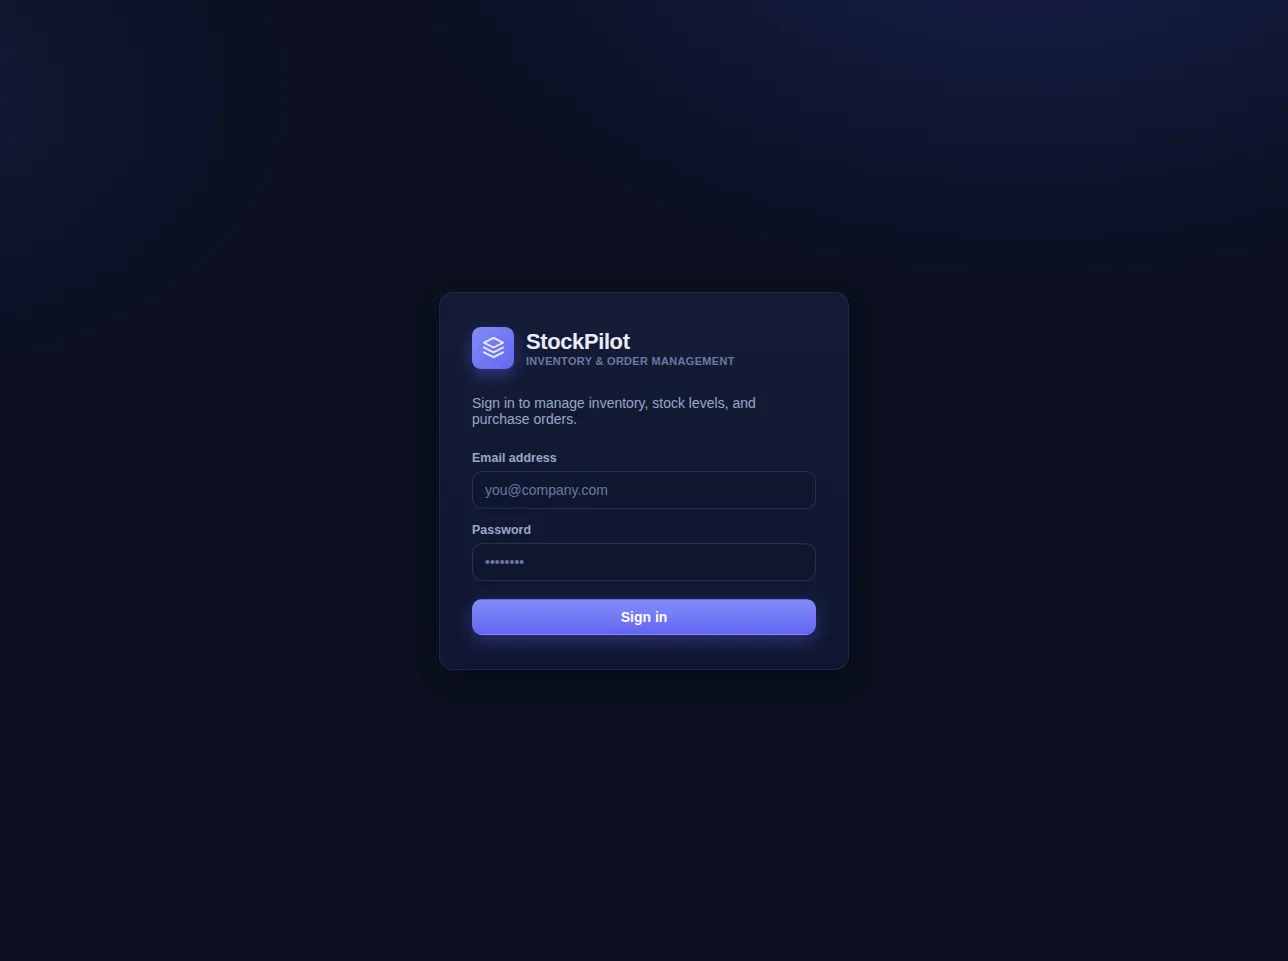 StockPilot
INVENTORY & ORDER MANAGEMENT
Sign in to manage inventory, stock levels, and
purchase orders.
Email address
you@company.com
Password
••••••••
Sign in